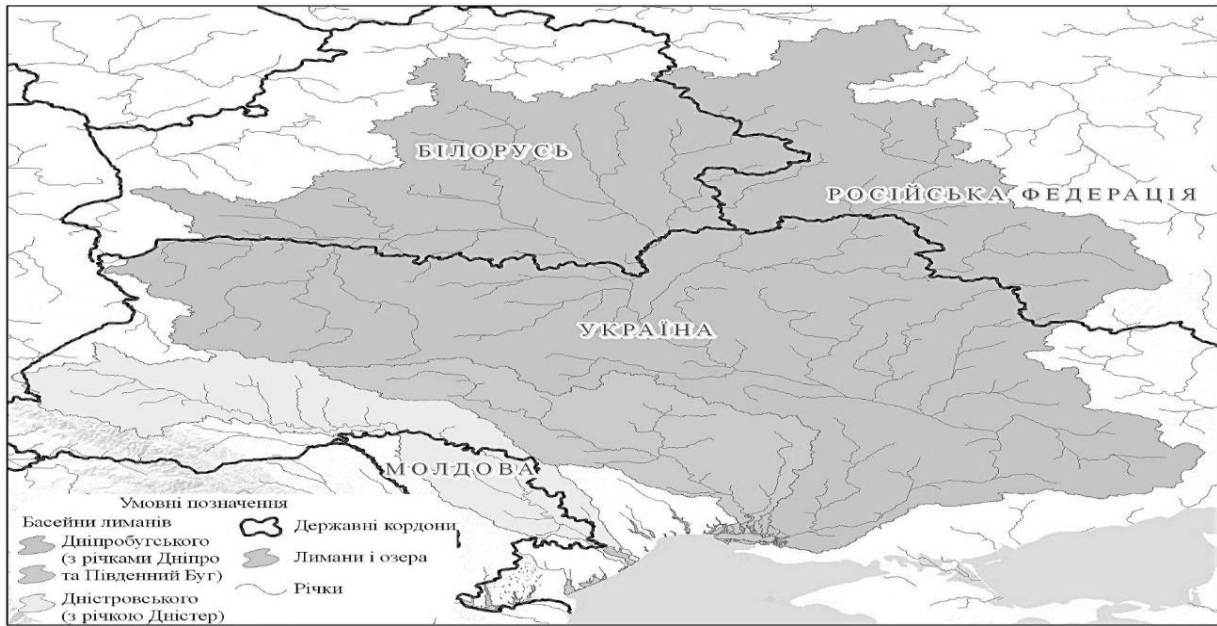 БІЛОРУСЬ
РОСІЙСЬКА ФЕДЕРАЦІЯ
УКРАЇНА
МОЛДОВА
Умовні позначення
Басейни лиманів
Дніпробугського
(з річками Дніпро
та Південний Буг)
Дністровського
(з річкою Дністер)
Державні кордони
Лимани і озера
Річки